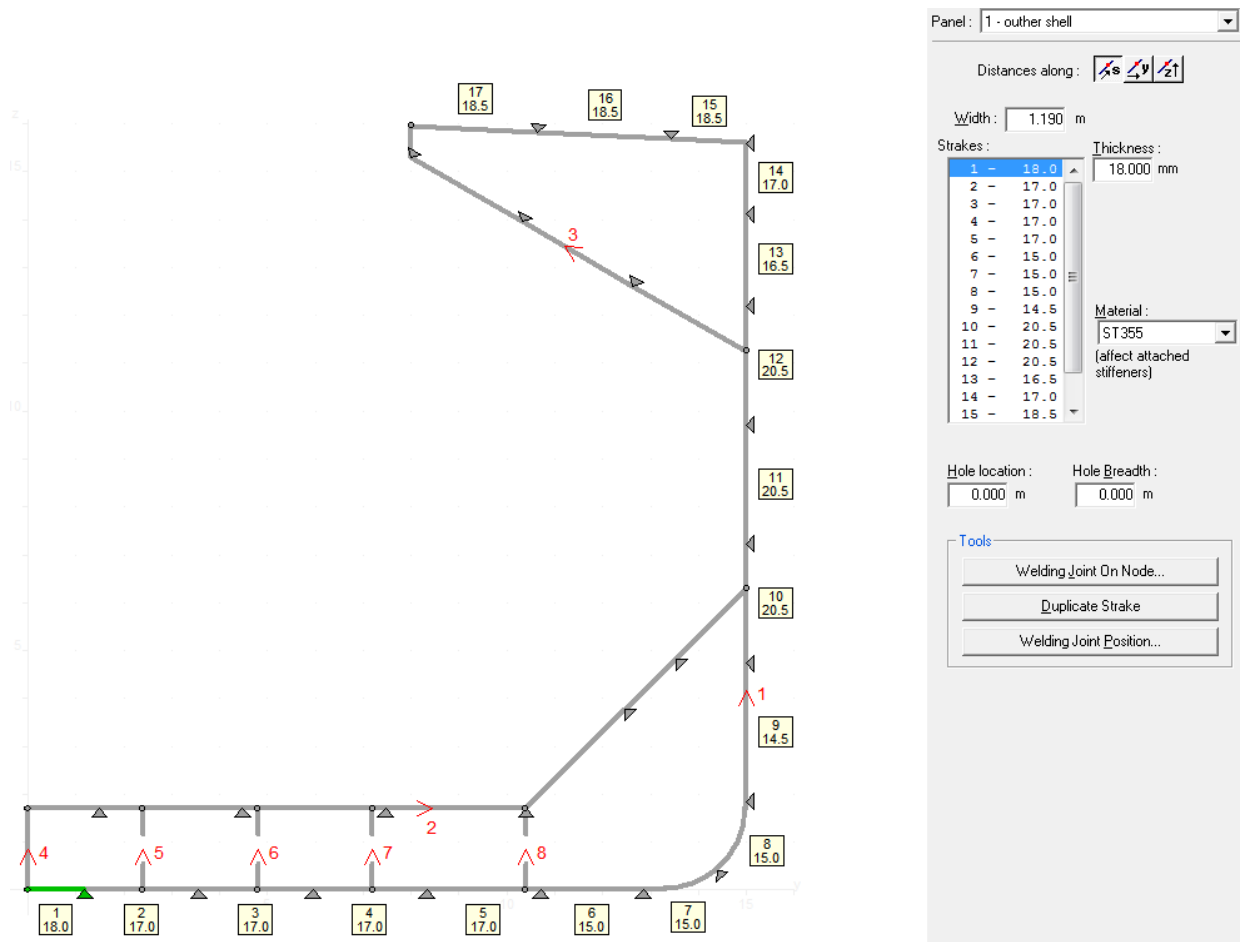 Panel : 1 - outher shell
Distances along : s y z
Width : 1.190 m
Strakes :
Thickness :
1 - 18.0
18.000 mm
2 - 17.0
3 - 17.0
4 - 17.0
5 - 17.0
6 - 15.0
7 - 15.0
8 - 15.0
9 - 14.5
10 - 20.5
11 - 20.5
12 - 20.5
13 - 16.5
14 - 17.0
15 - 18.5
Material :
ST355
(affect attached
stiffeners)
Hole location :
Hole Breadth :
0.000 m
0.000 m
Tools
Welding Joint On Node...
Duplicate Strake
Welding Joint Position...
z
15
10
5
10
15
y
17
18.5
16
18.5
15
18.5
14
17.0
13
16.5
12
20.5
11
20.5
10
20.5
9
14.5
8
15.0
7
15.0
6
15.0
5
17.0
4
17.0
3
17.0
2
17.0
1
18.0
3
1
2
4
5
6
7
8